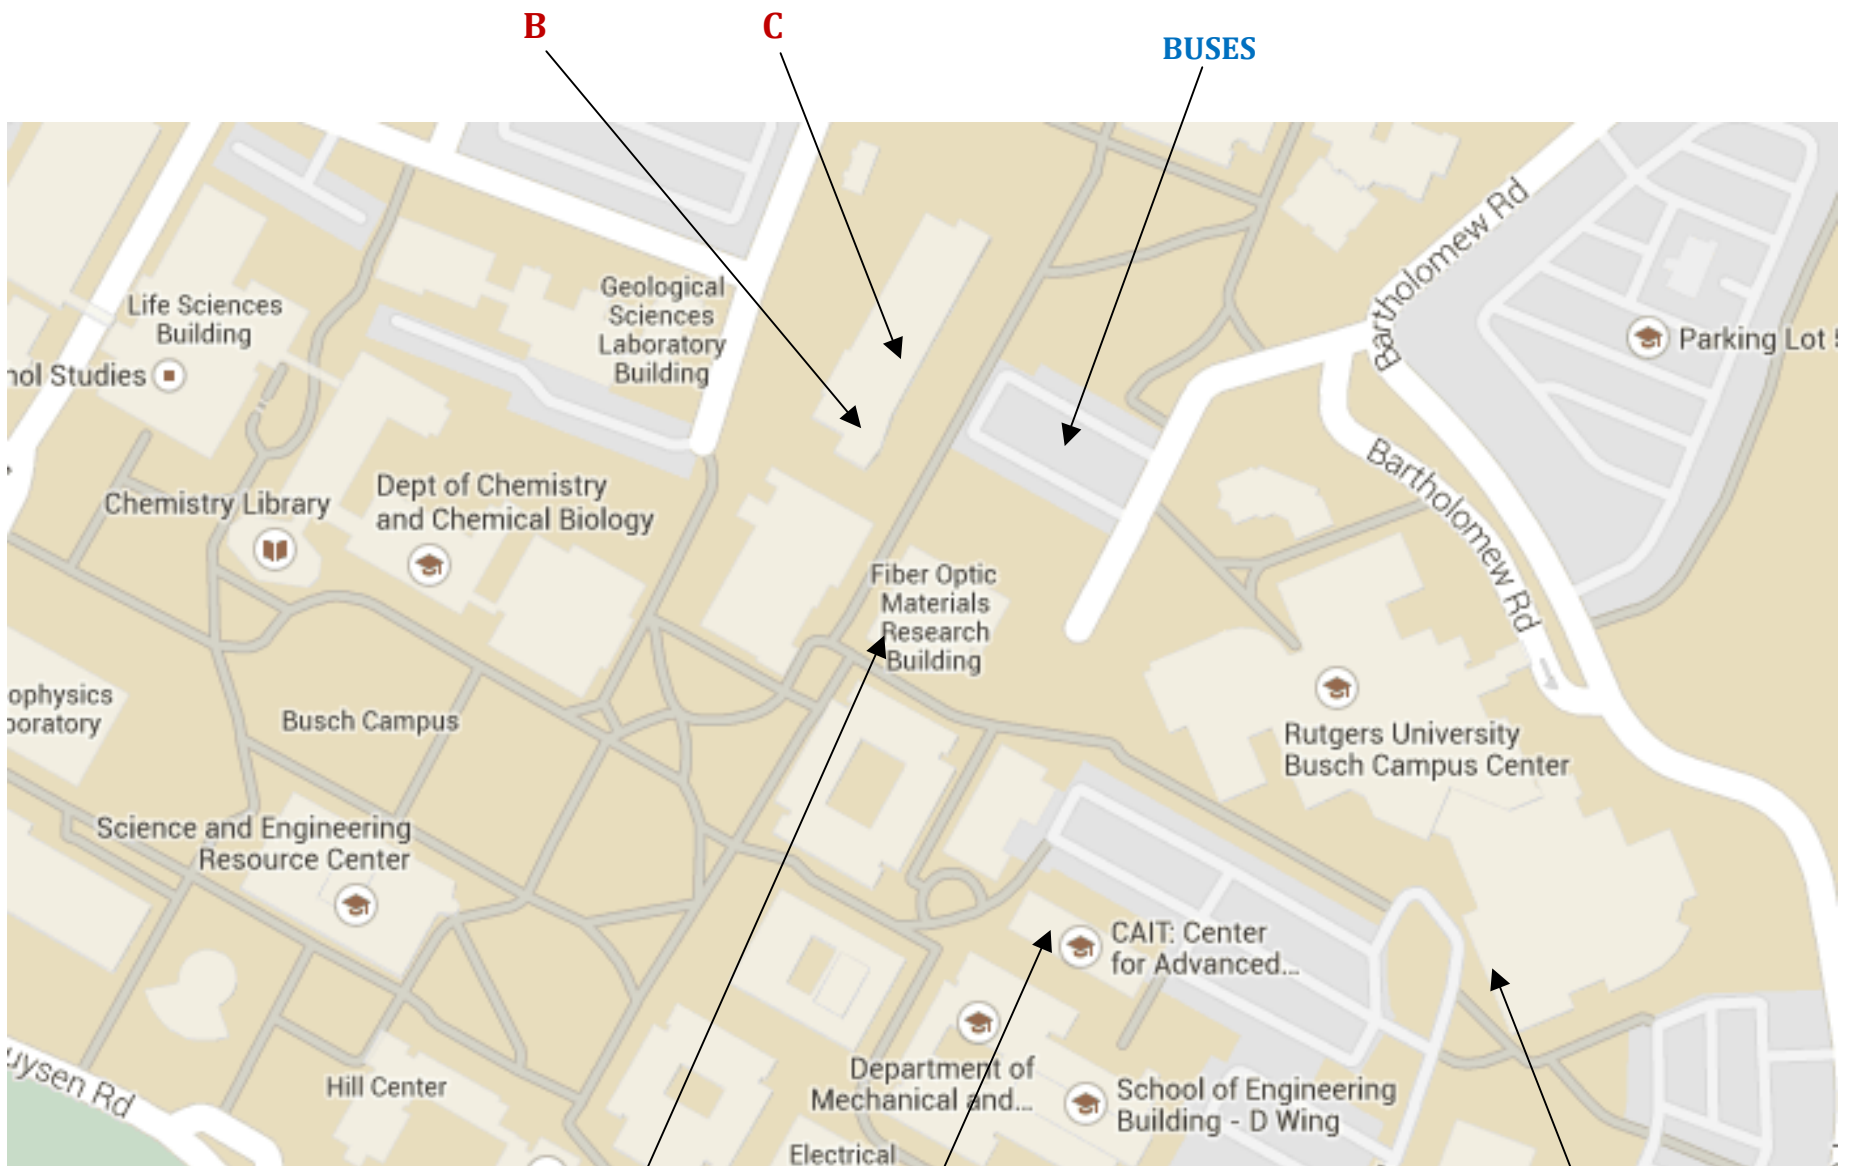 B
C
BUSES
Bartholomew Rd
Geological
Sciences
Laboratory
Building
Life Sciences
Building
Parking Lot
nol Studies
Bartholomew Rd
Dept of Chemistry
and Chemical Biology
Chemistry Library
Fiber Optic
Materials
Research
Building
ophysics
boratory
Busch Campus
Rutgers University
Busch Campus Center
Science and Engineering
Resource Center
CAIT: Center
for Advanced...
Department of
Mechanical and...
School of Engineering
Building - D Wing
Hill Center
uysen Rd
Electrical